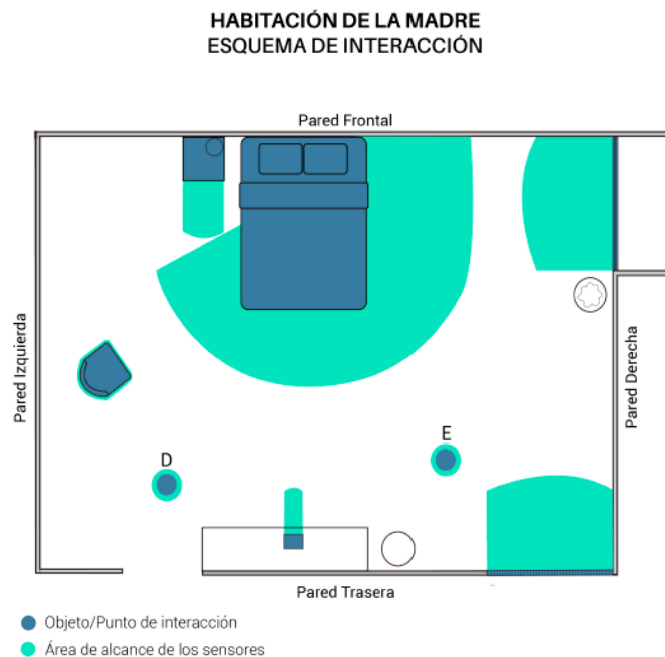 HABITACIÓN DE LA MADRE
ESQUEMA DE INTERACCIÓN
Pared Frontal
Pared Izquierda
Pared Derecha
D
E
Pared Trasera
Objeto/Punto de interacción
Área de alcance de los sensores